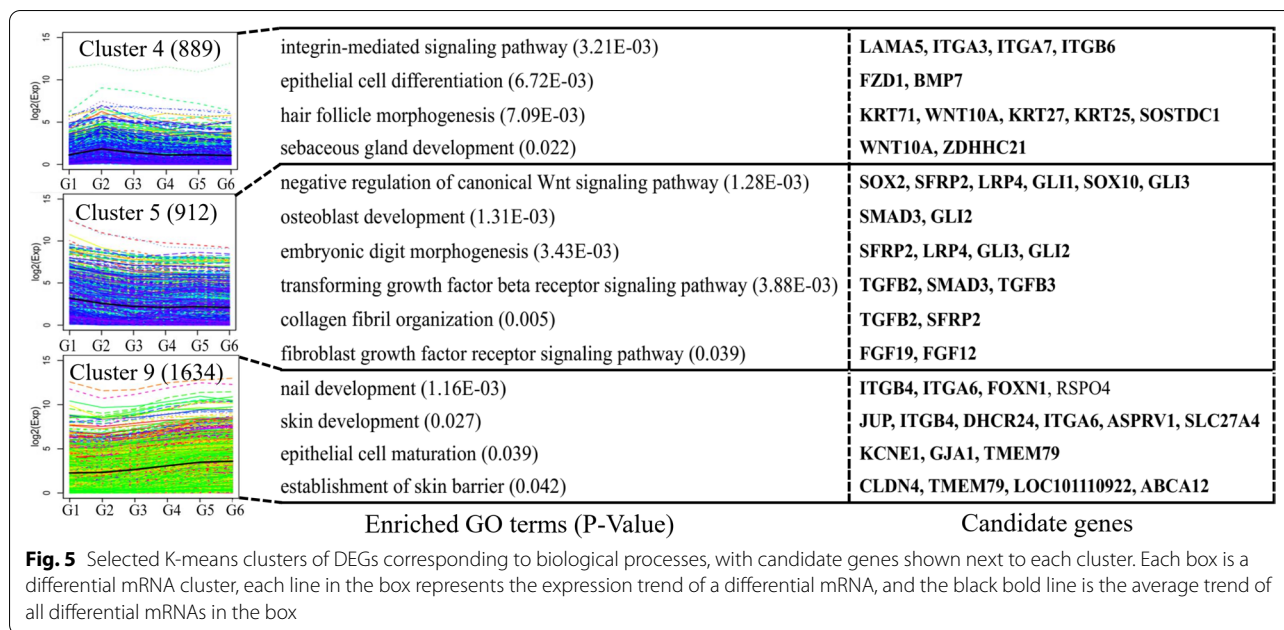 Cluster 4 (889)
log2(Exp)
15
10
5
0
G1 G2 G3 G4 G5 G6
integrin-mediated signaling pathway (3.21E-03) LAMA5, ITGA3, ITGA7, ITGB6
epithelial cell differentiation (6.72E-03) FZD1, BMP7
hair follicle morphogenesis (7.09E-03) KRT71, WNT10A, KRT27, KRT25, SOSTDC1
sebaceous gland development (0.022) WNT10A, ZDHHC21
Cluster 5 (912)
log2(Exp)
15
10
5
0
G1 G2 G3 G4 G5 G6
negative regulation of canonical Wnt signaling pathway (1.28E-03) SOX2, SFRP2, LRP4, GLI1, SOX10, GLI3
osteoblast development (1.31E-03) SMAD3, GLI2
embryonic digit morphogenesis (3.43E-03) SFRP2, LRP4, GLI3, GLI2
transforming growth factor beta receptor signaling pathway (3.88E-03) TGFB2, SMAD3, TGFB3
collagen fibril organization (0.005) TGFB2, SFRP2
fibroblast growth factor receptor signaling pathway (0.039) FGF19, FGF12
Cluster 9 (1634)
log2(Exp)
15
10
5
0
G1 G2 G3 G4 G5 G6
nail development (1.16E-03) ITGB4, ITGA6, FOXN1, RSPO4
skin development (0.027) JUP, ITGB4, DHCR24, ITGA6, ASPRV1, SLC27A4
epithelial cell maturation (0.039) KCNE1, GJA1, TMEM79
establishment of skin barrier (0.042) CLDN4, TMEM79, LOC101110922, ABCA12
Enriched GO terms (P-Value) Candidate genes
Fig. 5 Selected K-means clusters of DEGs corresponding to biological processes, with candidate genes shown next to each cluster. Each box is a
differential mRNA cluster, each line in the box represents the expression trend of a differential mRNA, and the black bold line is the average trend of
all differential mRNAs in the box